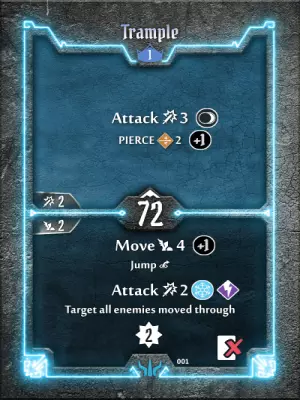 Trample
1
Attack 3
PIERCE 2 +1
2
72
2
Move 4 +1
Jump
Attack 2
Target all enemies moved through
2
001